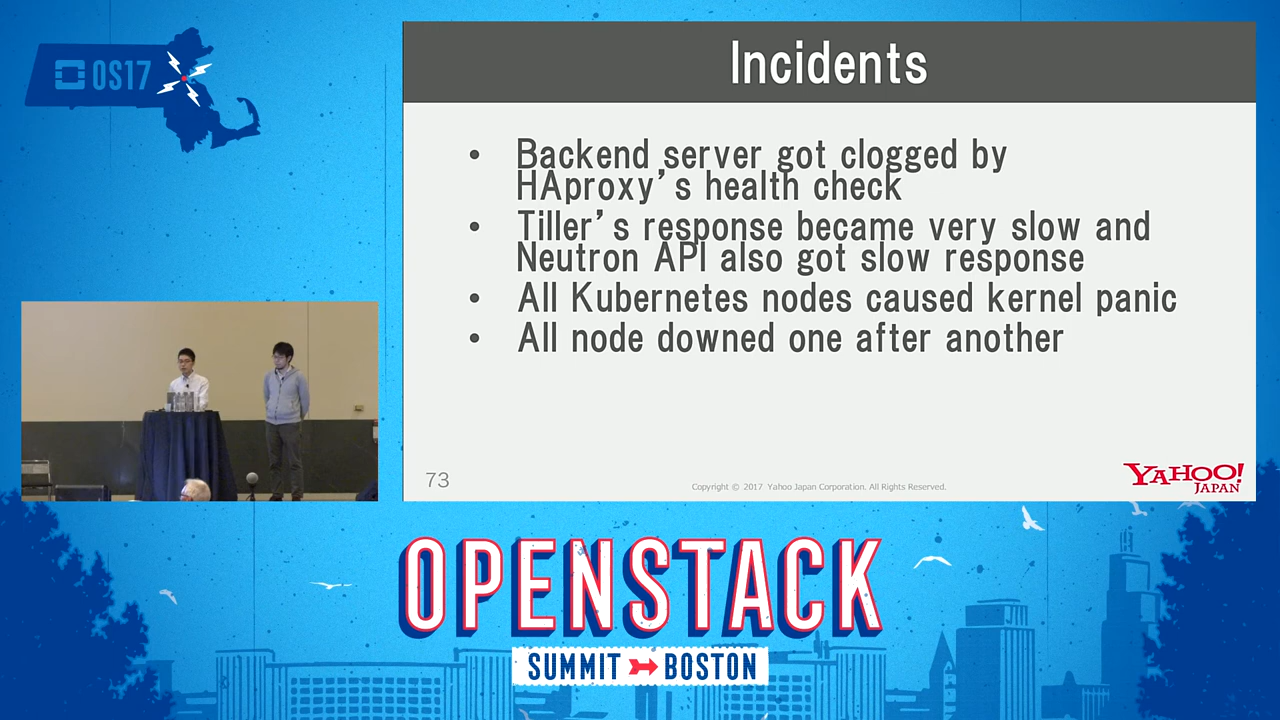 OS17
Incidents
• Backend server got clogged by
HAproxy’s health check
• Tiller’s response became very slow and
Neutron API also got slow response
• All Kubernetes nodes caused kernel panic
• All node downed one after another
73
Copyright © 2017 Yahoo Japan Corporation. All Rights Reserved.
YAHOO!
JAPAN
OPENSTACK
SUMMIT BOSTON